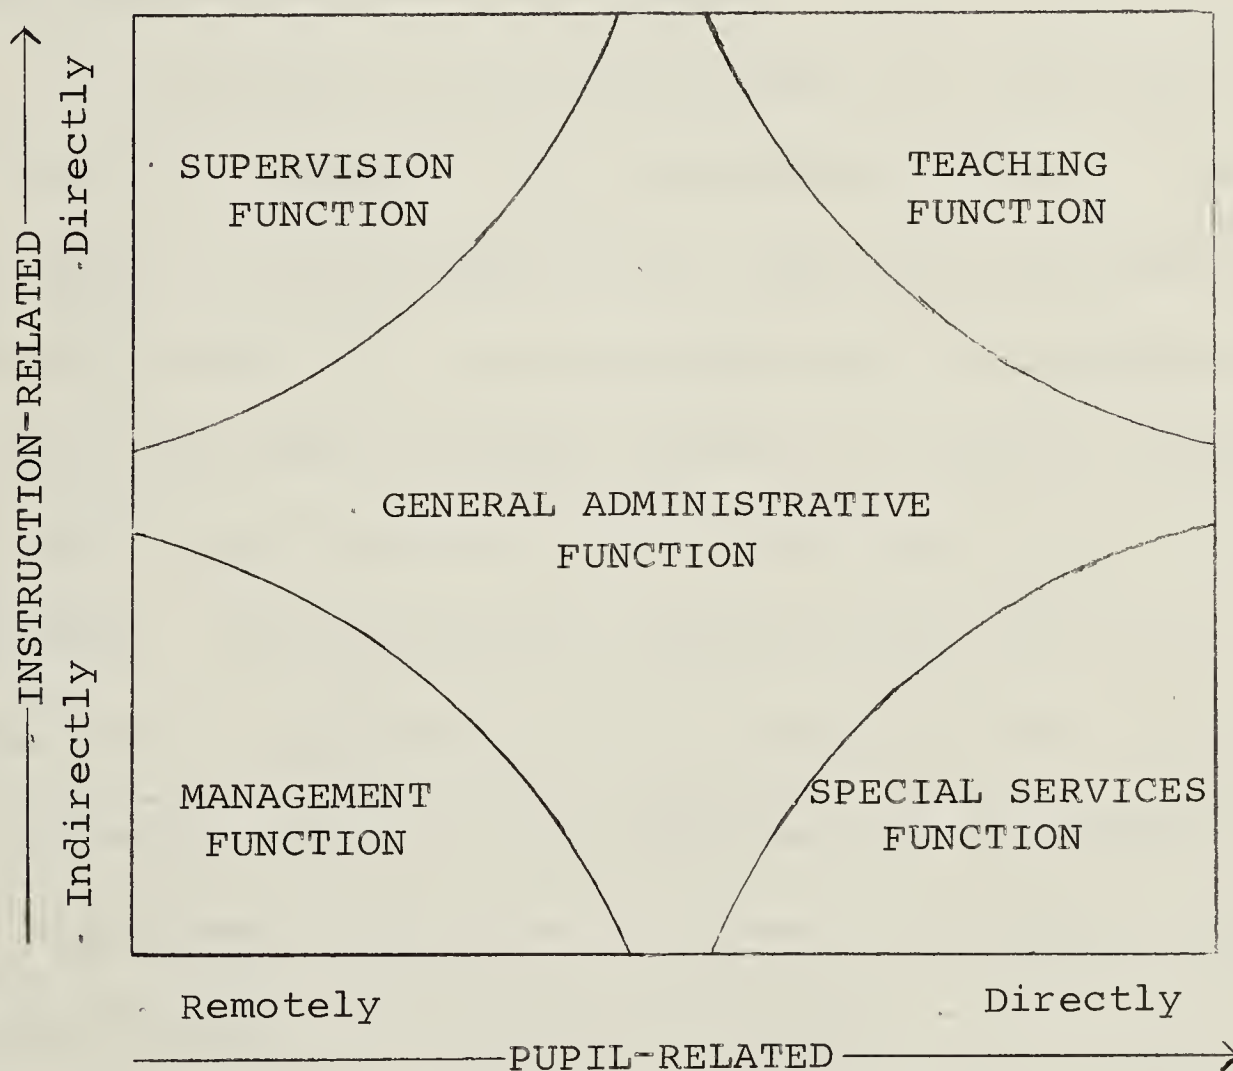 SUPERVISION
FUNCTION
TEACHING
FUNCTION
GENERAL ADMINISTRATIVE
FUNCTION
MANAGEMENT
FUNCTION
SPECIAL SERVICES
FUNCTION
INSTRUCTION-RELATED
Directly
Indirectly
Remotely
Directly
PUPIL-RELATED